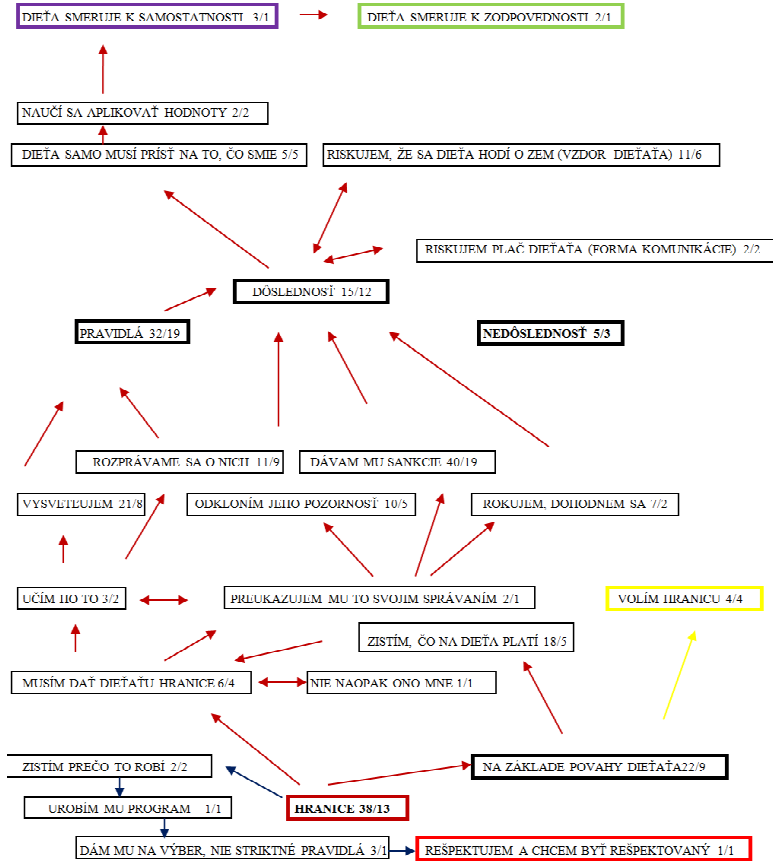 DIEŤA SMERUJE K SAMOSTATNOSTI 3/1
DIEŤA SMERUJE K ZODPOVEDNOSTI 2/1
NAUČÍ SA APLIKOVAŤ HODNOTY 2/2
DIEŤA SAMO MUSÍ PRÍSŤ NA TO, ČO SMIE 5/5
RISKUJEM, ŽE SA DIEŤA HODÍ O ZEM (VZDOR DIEŤAŤA) 11/6
RISKUJEM PLAČ DIEŤAŤA (FORMA KOMUNIKÁCIE) 2/2
DÔSLEDNOSŤ 15/12
PRAVIDLÁ 32/19
NEDÔSLEDNOSŤ 5/3
ROZPRÁVAME SA O NICH 11/9
DÁVAM MU SANKCIE 40/19
VYSVETĽUJEM 21/8
ODKLONÍM JEHO POZORNOSŤ 10/5
ROKUJEM, DOHODNEM SA 7/2
UČÍM HO TO 3/2
PREUKAZUJEM MU TO SVOJIM SPRÁVANÍM 2/1
VOLÍM HRANICU 4/4
ZISTÍM, ČO NA DIEŤA PLATÍ 18/5
MUSÍM DAŤ DIEŤAŤU HRANICE 6/4
NIE NAOPAK ONO MNE 1/1
ZISTÍM PREČO TO ROBÍ 2/2
NA ZÁKLADE POVAHY DIEŤAŤA22/9
UROBÍM MU PROGRAM 1/1
HRANICE 38/13
DÁM MU NA VÝBER, NIE STRIKTNÉ PRAVIDLÁ 3/1
REŠPEKTUJEM A CHCEM BYŤ REŠPEKTOVANÝ 1/1